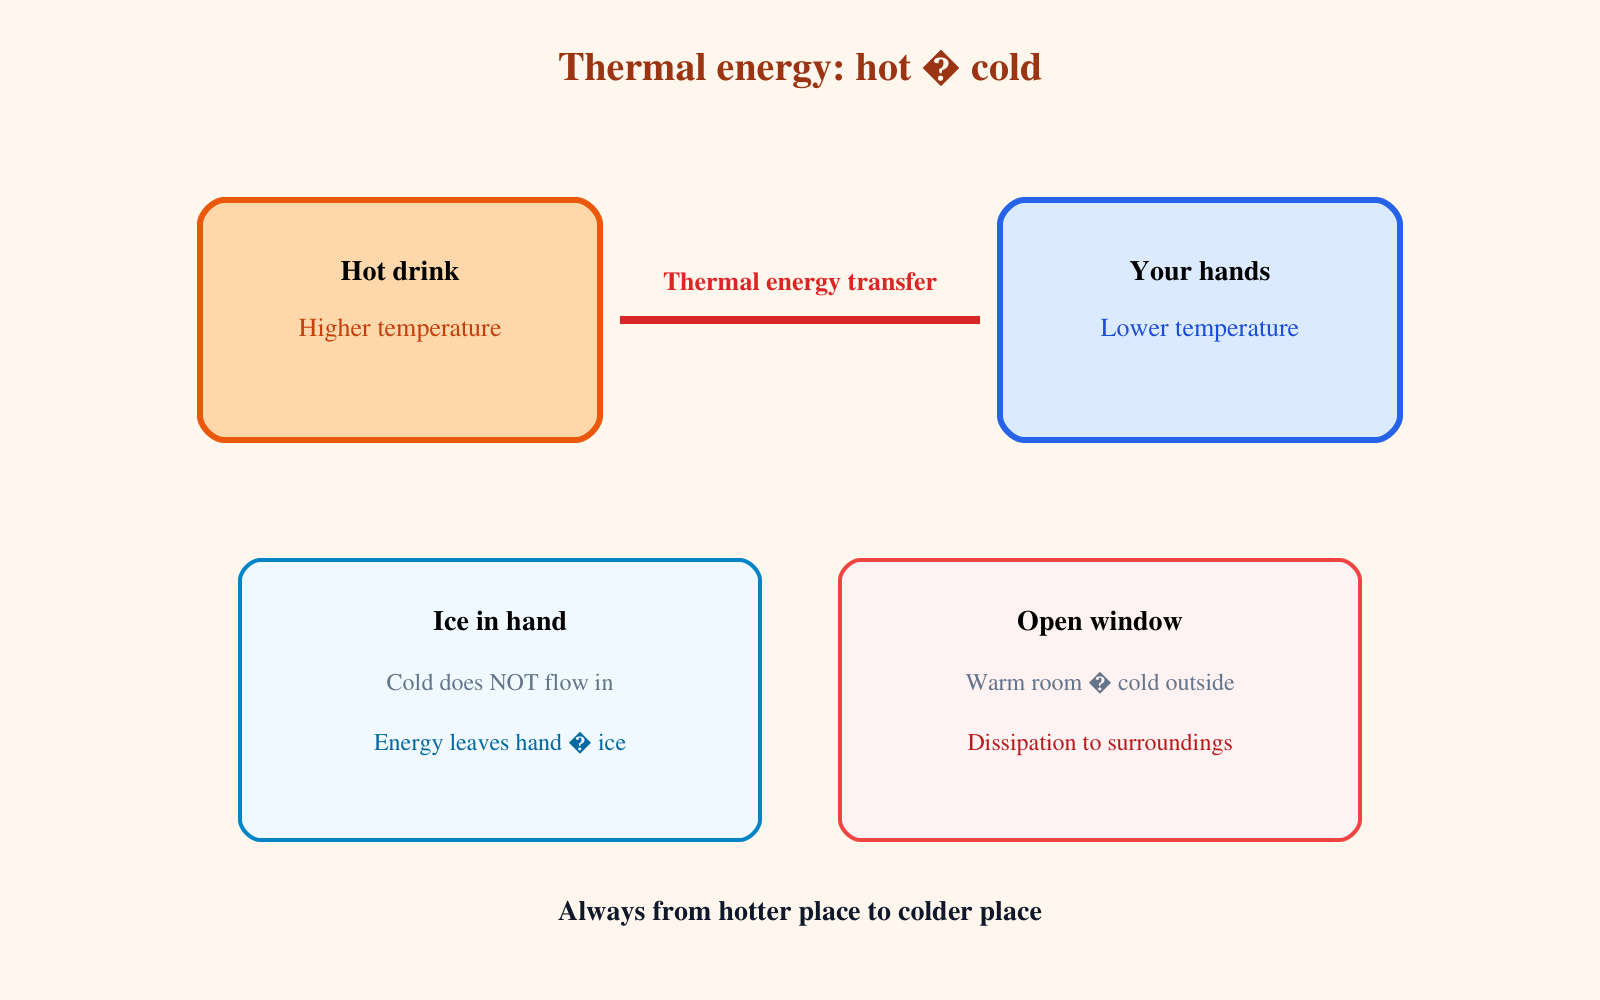 Thermal energy: hot � cold
Hot drink
Higher temperature
Thermal energy transfer
Your hands
Lower temperature
Ice in hand
Cold does NOT flow in
Energy leaves hand � ice
Open window
Warm room � cold outside
Dissipation to surroundings
Always from hotter place to colder place